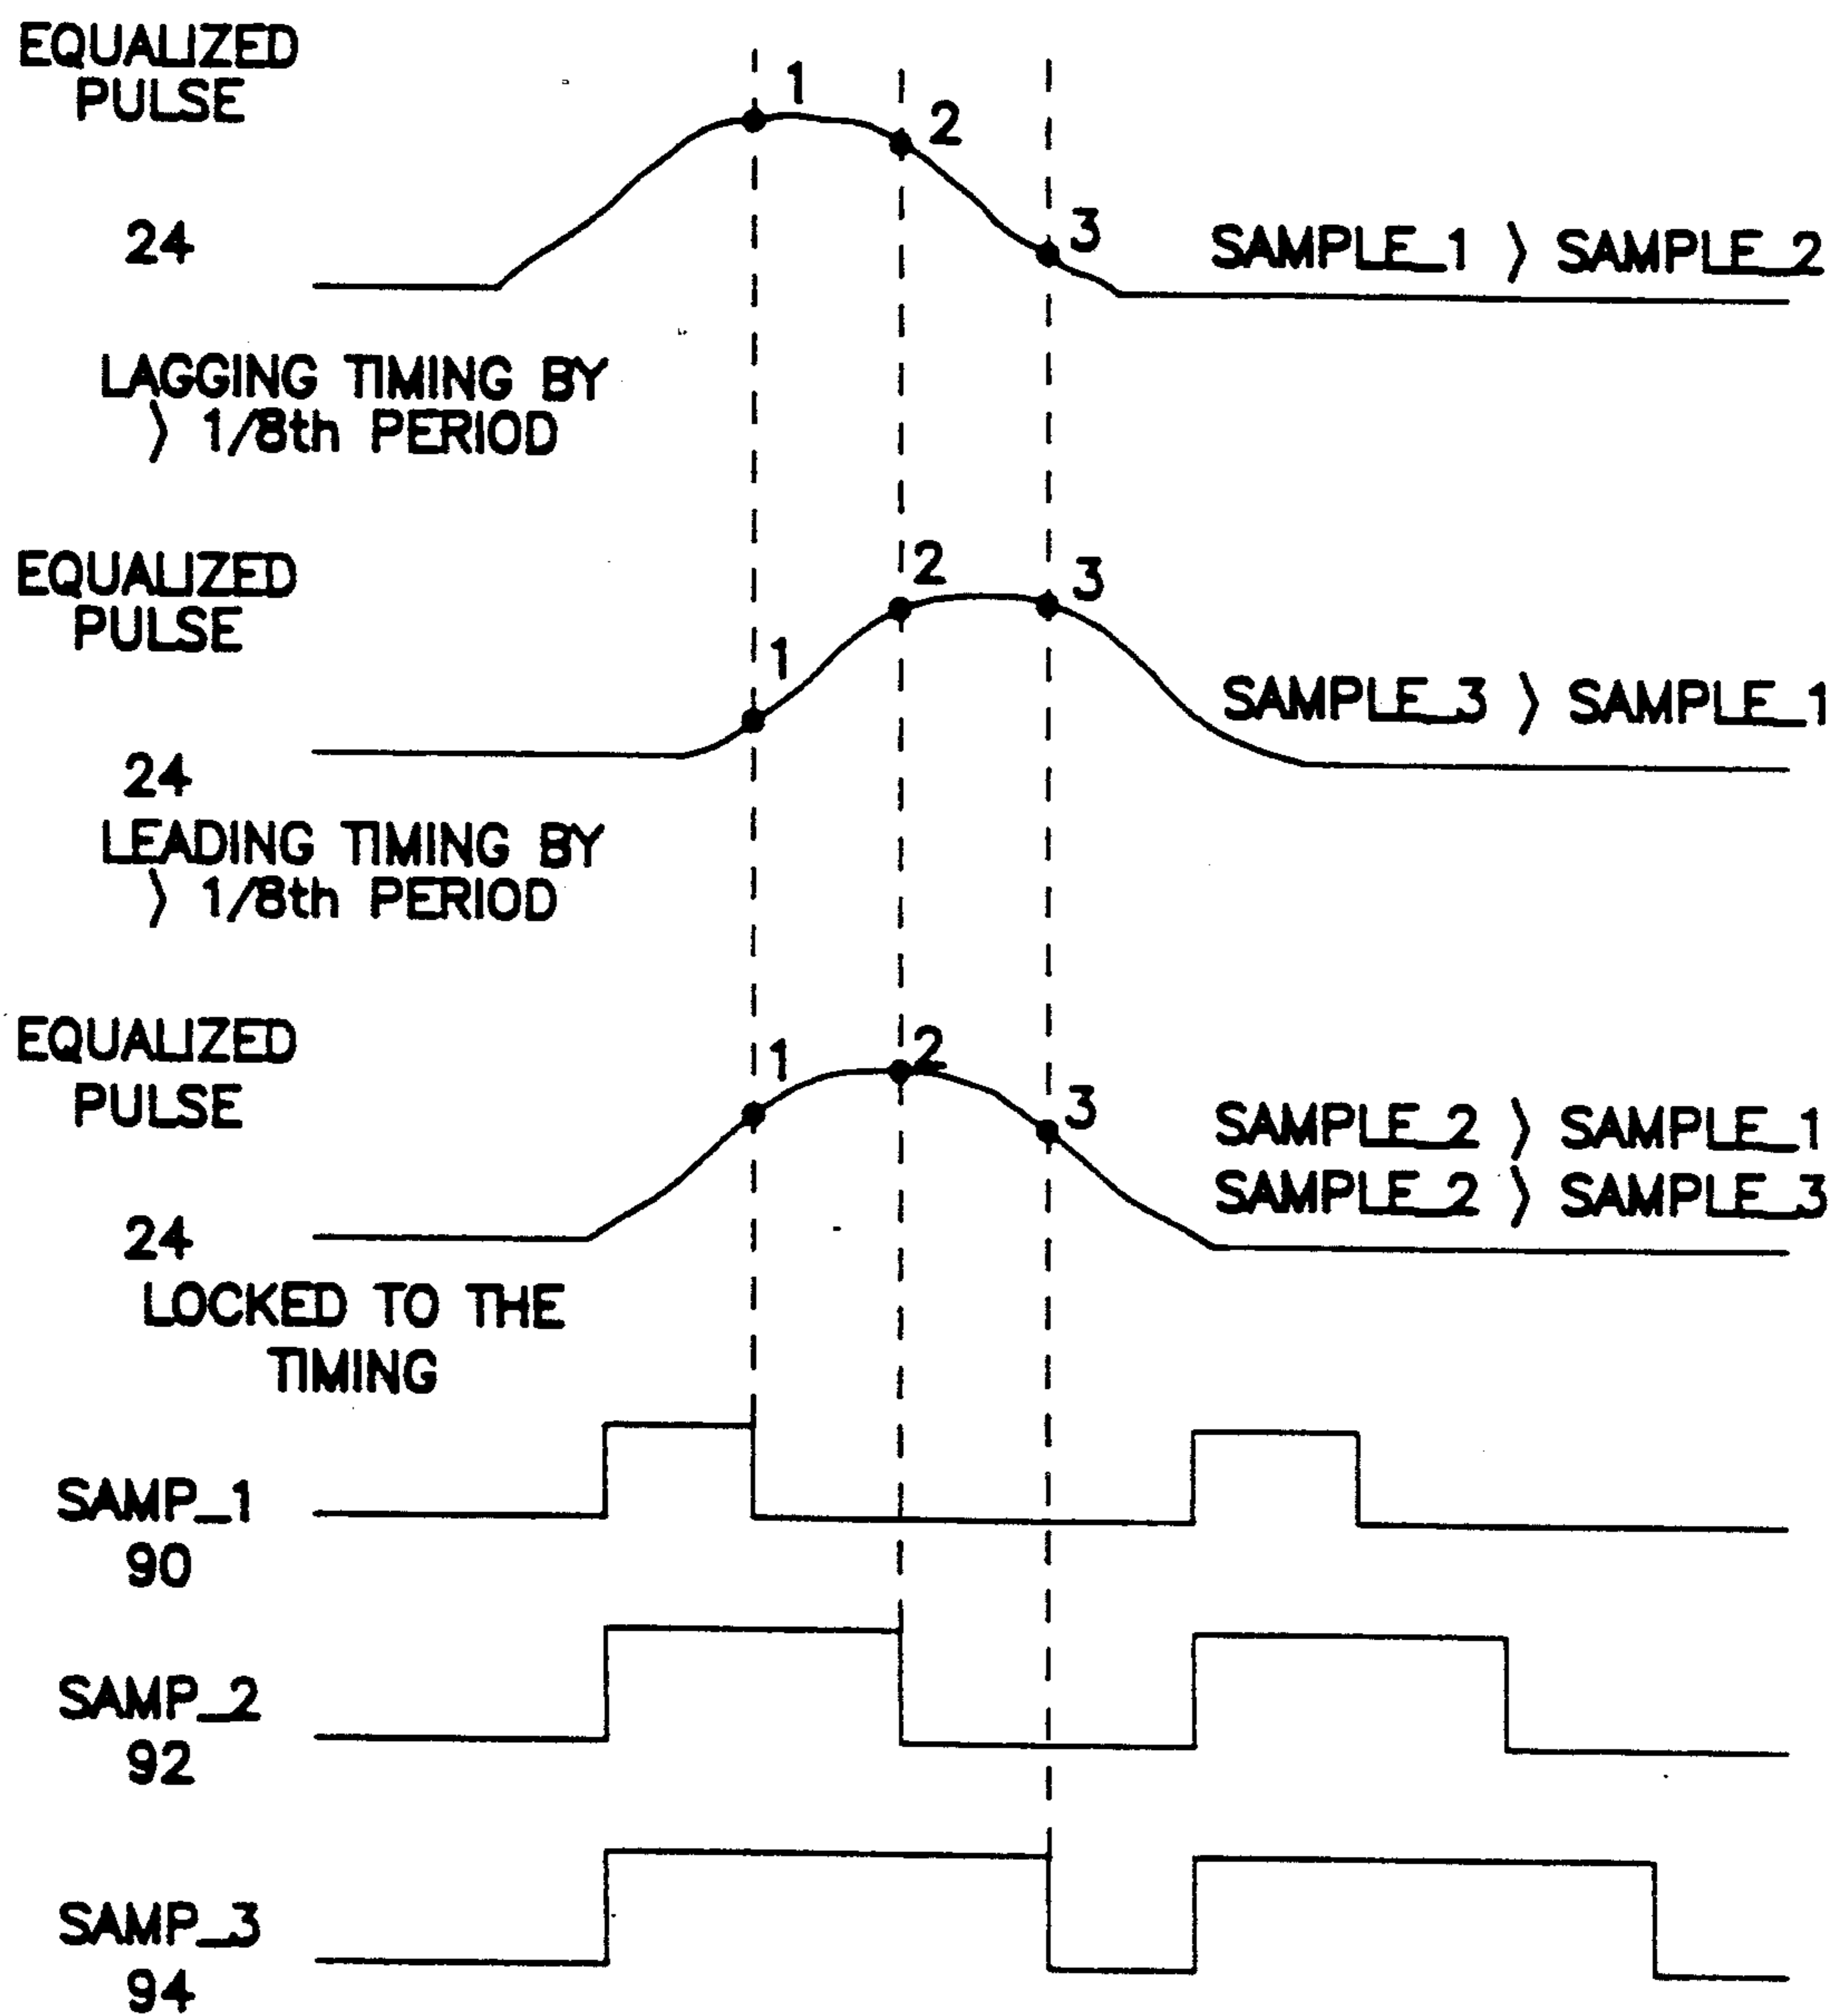 EQUALIZED
PULSE
1
2
3
24
SAMPLE_1 〉 SAMPLE_2
LAGGING TIMING BY
〉 1/8th PERIOD
EQUALIZED
PULSE
1
2
3
24
SAMPLE_3 〉 SAMPLE_1
LEADING TIMING BY
〉 1/8th PERIOD
EQUALIZED
PULSE
1
2
3
24
SAMPLE_2 〉 SAMPLE_1
SAMPLE_2 〉 SAMPLE_3
LOCKED TO THE
TIMING
SAMP_1
90
SAMP_2
92
SAMP_3
94